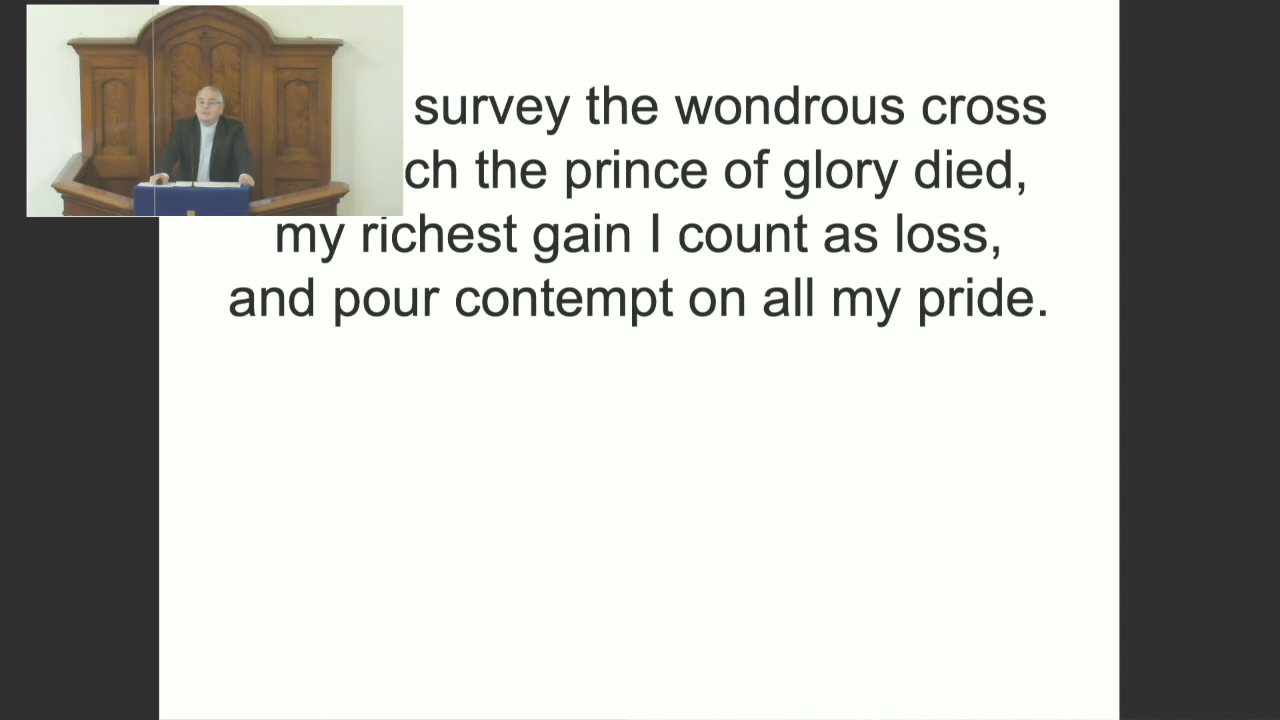 survey the wondrous cross
ch the prince of glory died,
my richest gain I count as loss,
and pour contempt on all my pride.